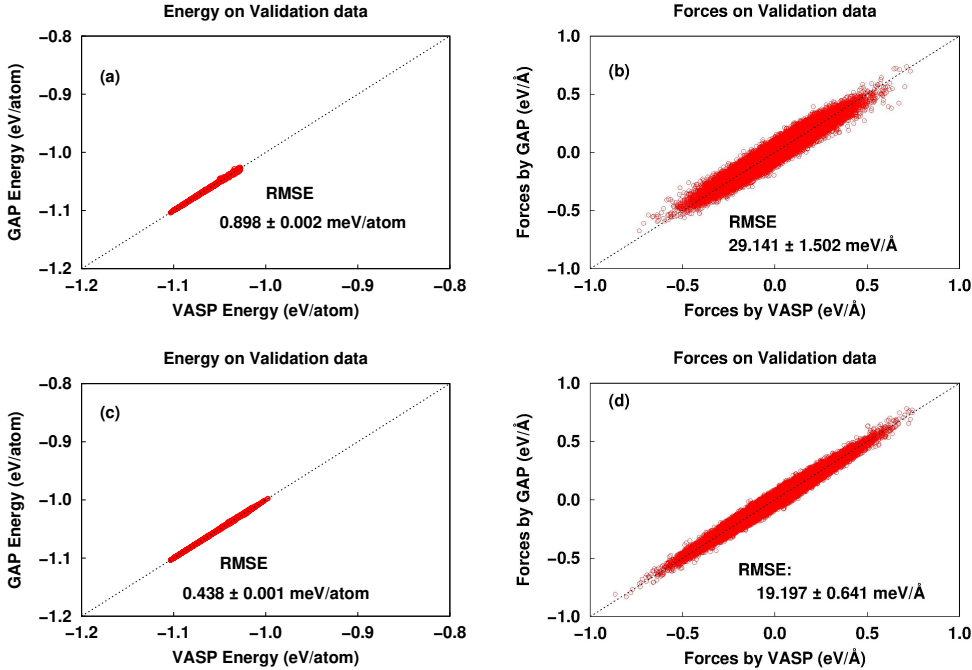 Energy on Validation data
(a)
GAP Energy (eV/atom)
−0.8
−0.9
−1.0
−1.1
−1.2
RMSE
0.898 ± 0.002 meV/atom
−1.2 −1.1 −1.0 −0.9 −0.8
VASP Energy (eV/atom)
Forces on Validation data
(b)
Forces by GAP (eV/Å)
1.0
0.5
0.0
−0.5
−1.0
RMSE
29.141 ± 1.502 meV/Å
−1.0 −0.5 0.0 0.5 1.0
Forces by VASP (eV/Å)
Energy on Validation data
(c)
GAP Energy (eV/atom)
−0.8
−0.9
−1.0
−1.1
−1.2
RMSE
0.438 ± 0.001 meV/atom
−1.2 −1.1 −1.0 −0.9 −0.8
VASP Energy (eV/atom)
Forces on Validation data
(d)
Forces by GAP (eV/Å)
1.0
0.5
0.0
−0.5
−1.0
RMSE:
19.197 ± 0.641 meV/Å
−1.0 −0.5 0.0 0.5 1.0
Forces by VASP (eV/Å)